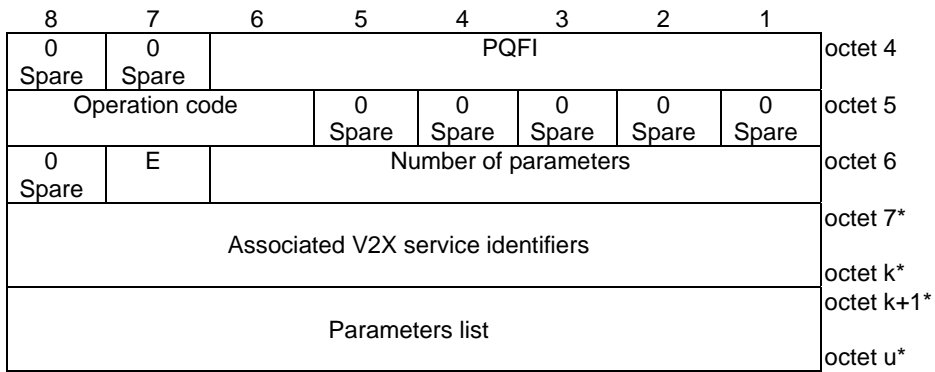 8 7 6 5 4 3 2 1
0 0 PQFI octet 4
Spare Spare
Operation code 0 0 0 0 0 octet 5
Spare Spare Spare Spare Spare
0 E Number of parameters octet 6
Spare
octet 7*
Associated V2X service identifiers
octet k*
octet k+1*
Parameters list
octet u*